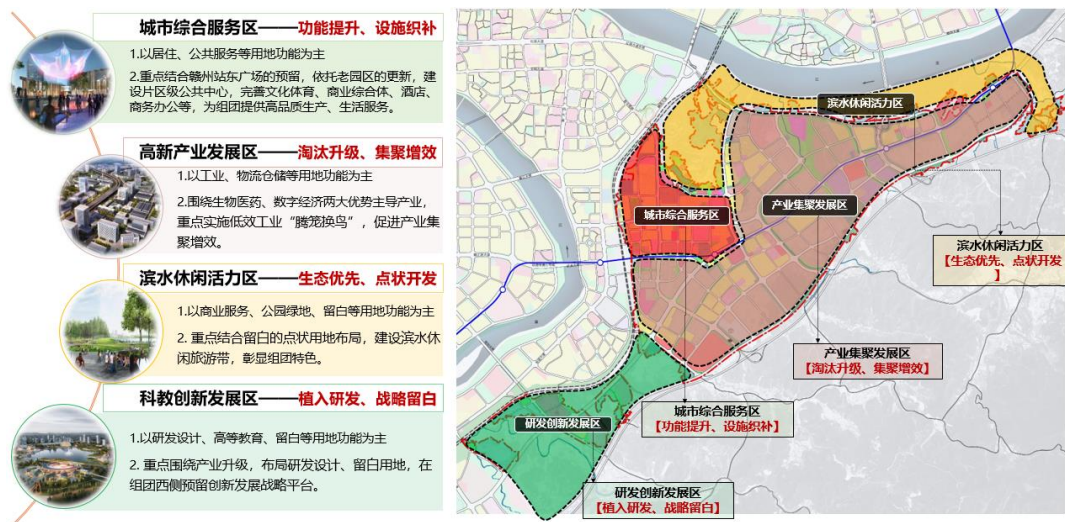 城市综合服务区——功能提升、设施织补
1.以居住、公共服务等用地功能为主
2.重点结合赣州站东广场的预留，依托老园区的更新，建
设片区级公共中心，完善文化体育、商业综合体、酒店、
商务办公等，为组团提供高品质生产、生活服务。
高新产业发展区——淘汰升级、集聚增效
1.以工业、物流仓储等用地功能为主
2.围绕生物医药、数字经济两大优势主导产业，
重点实施低效工业“腾笼换鸟”，促进产业集
聚增效。
滨水休闲活力区——生态优先、点状开发
1.以商业服务、公园绿地、留白等用地功能为主
2. 重点结合留白的点状用地布局，建设滨水休
闲旅游带，彰显组团特色。
科教创新发展区——植入研发、战略留白
1.以研发设计、高等教育、留白等用地功能为主
2. 重点围绕产业升级，布局研发设计、留白用地，在
组团西侧预留创新发展战略平台。
滨水休闲活力区
产业集聚发展区
城市综合服务区
研发创新发展区
滨水休闲活力区
【生态优先、点状开发
】
产业集聚发展区
【淘汰升级、集聚增效】
城市综合服务区
【功能提升、设施织补】
研发创新发展区
【植入研发、战略留白】